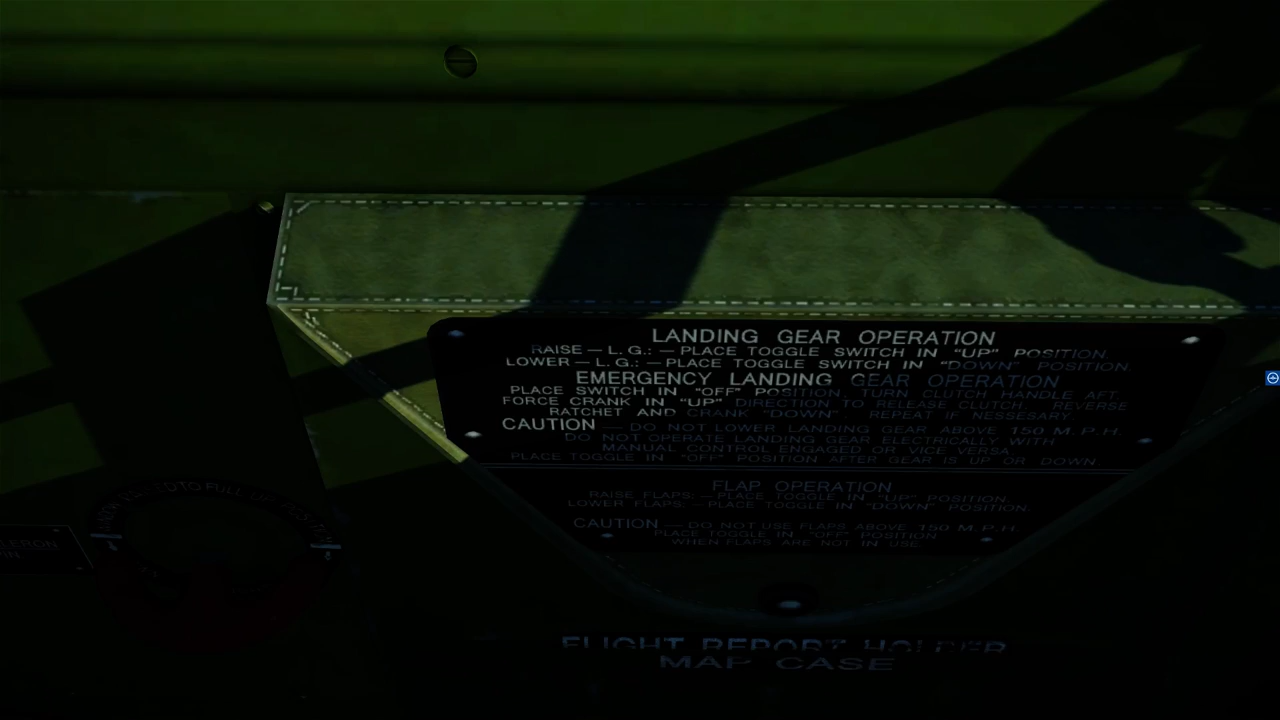 LANDING GEAR OPERATION
RAISE — L. G.: — PLACE TOGGLE SWITCH IN "UP" POSITION.
LOWER — L. G.: — PLACE TOGGLE SWITCH IN "DOWN" POSITION.
EMERGENCY LANDING GEAR OPERATION
PLACE SWITCH IN "OFF" POSITION, TURN CLUTCH HANDLE AFT.
FORCE CRANK IN "UP" DIRECTION TO RELEASE CLUTCH. REVERSE
RATCHET AND CRANK "DOWN". REPEAT IF NESSESARY.
CAUTION — DO NOT LOWER LANDING GEAR ABOVE 150 M.P.H.
DO NOT OPERATE LANDING GEAR ELECTRICALLY WITH
MANUAL CONTROL ENGAGED OR VICE VERSA.
PLACE TOGGLE IN "OFF" POSITION AFTER GEAR IS UP OR DOWN.
FLAP OPERATION
RAISE FLAPS: — PLACE TOGGLE IN "UP" POSITION.
LOWER FLAPS: — PLACE TOGGLE IN "DOWN" POSITION.
CAUTION — DO NOT USE FLAPS ABOVE 150 M.P.H.
PLACE TOGGLE IN "OFF" POSITION
WHEN FLAPS ARE NOT IN USE
TO FULL
FLIGHT REPORT HOLDER
MAP CASE